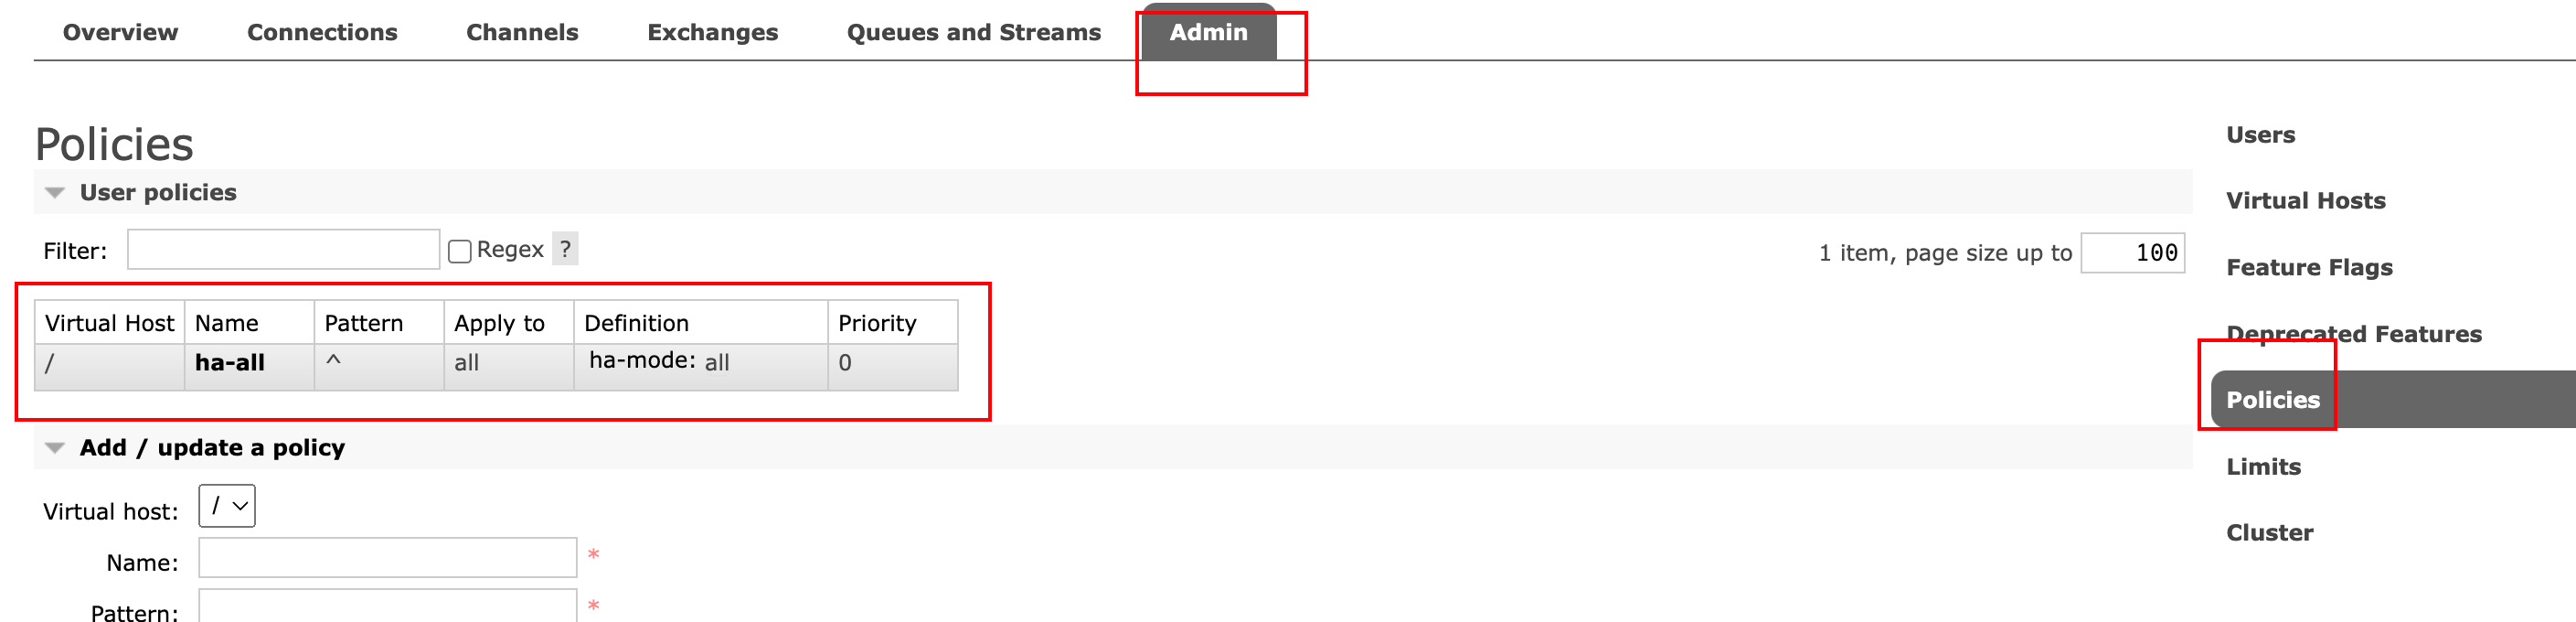 Overview Connections Channels Exchanges Queues and Streams Admin
Policies
User policies
Filter: Regex ? 1 item, page size up to 100
Virtual Host Name Pattern Apply to Definition Priority
/ ha-all ^ all ha-mode: all 0
Add / update a policy
Virtual host: /
Name: *
Pattern: *
Users
Virtual Hosts
Feature Flags
Deprecated Features
Policies
Limits
Cluster